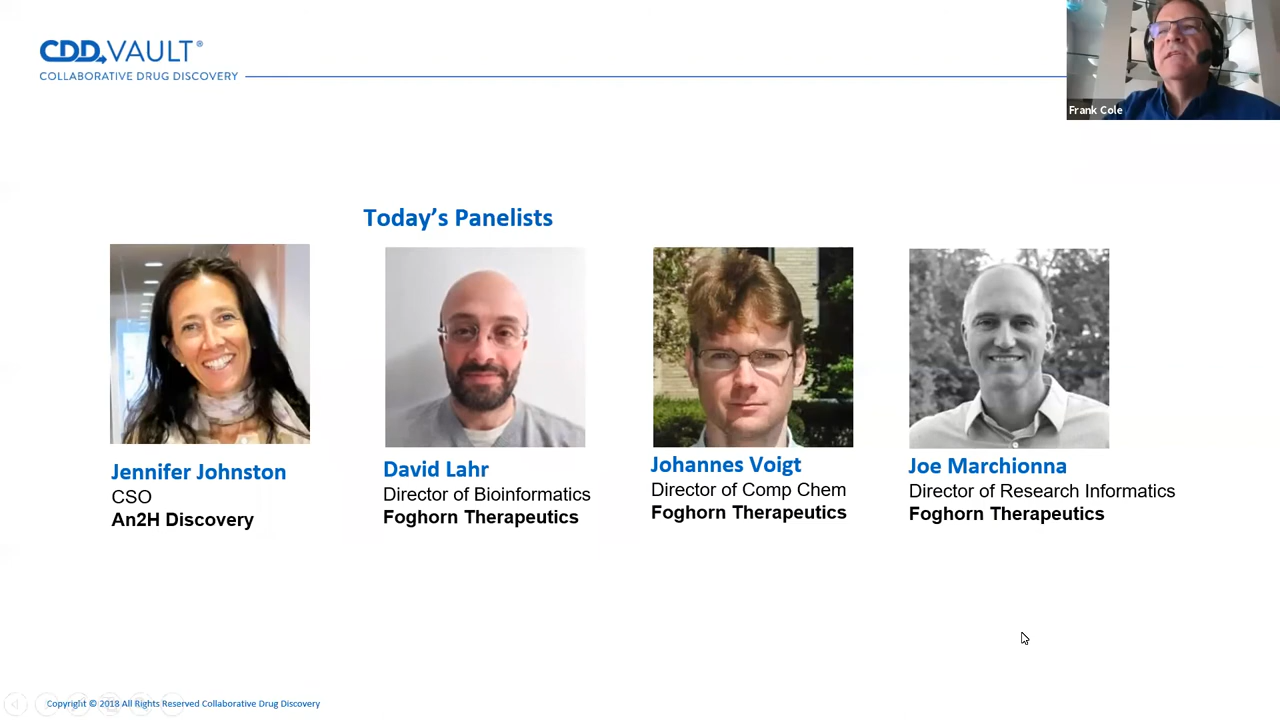 CDD VAULT®
COLLABORATIVE DRUG DISCOVERY
Frank Cole
Today's Panelists
Jennifer Johnston
CSO
An2H Discovery
David Lahr
Director of Bioinformatics
Foghorn Therapeutics
Johannes Voigt
Director of Comp Chem
Foghorn Therapeutics
Joe Marchionna
Director of Research Informatics
Foghorn Therapeutics
Copyright © 2018 All Rights Reserved Collaborative Drug Discovery